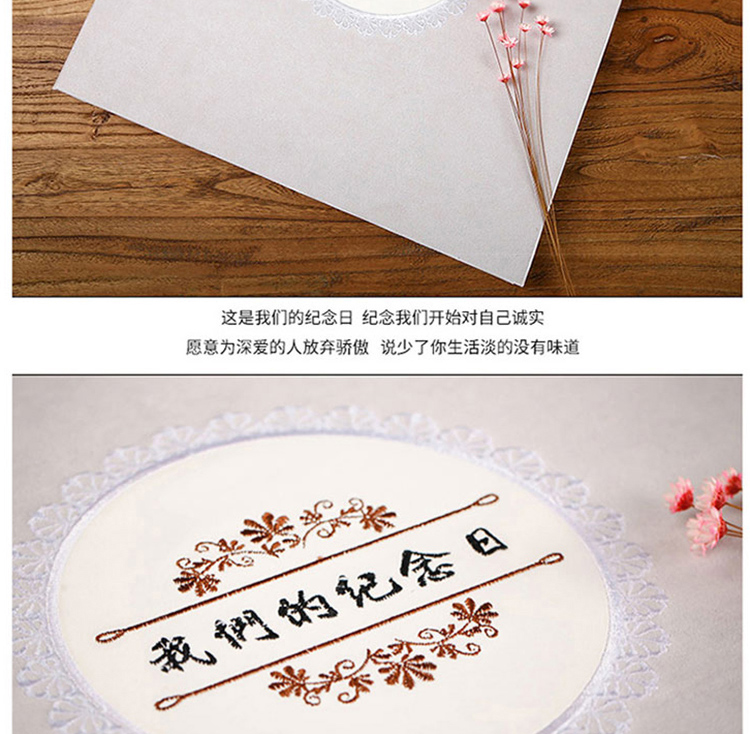 这是我们的纪念日 纪念我们开始对自己诚实
愿意为深爱的人放弃骄傲 说少了你生活淡的没有味道
我們的纪念日